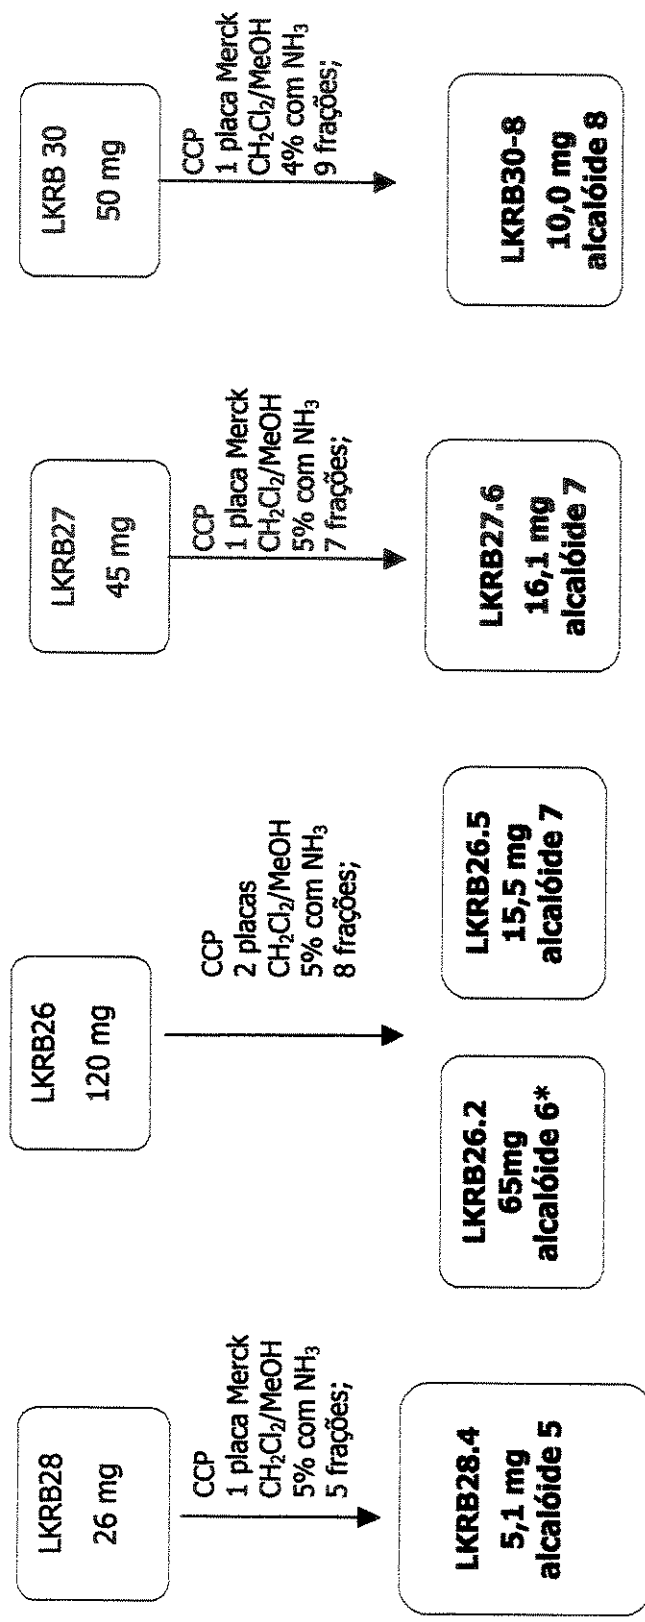 LKRB28
26 mg
CCP
1 placa Merck
CH₂Cl₂/MeOH
5% com NH₃
5 frações;
LKRB28.4
5,1 mg
alcalóide 5
LKRB26
120 mg
CCP
2 placas
CH₂Cl₂/MeOH
5% com NH₃
8 frações;
LKRB26.2
65mg
alcalóide 6*
LKRB26.5
15,5 mg
alcalóide 7
LKRB27
45 mg
CCP
1 placa Merck
CH₂Cl₂/MeOH
5% com NH₃
7 frações;
LKRB27.6
16,1 mg
alcalóide 7
LKRB 30
50 mg
CCP
1 placa Merck
CH₂Cl₂/MeOH
4% com NH₃
9 frações;
LKRB30-8
10,0 mg
alcalóide 8